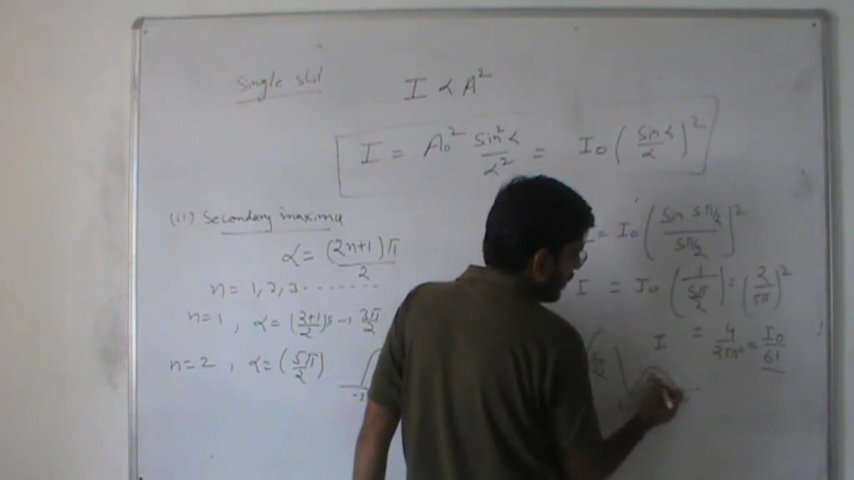 Single slit
I ∝ A²
I = A₀² sin²α/α² = I₀ (sin α/α)²
(ii) Secondary maxima
α = (2n+1)π/2
n = 1, 2, 3 .......
n=1, α = (2+1/2)π → 3π/2
n=2, α = (5π/2)
= I₀ (sin 5π/2 / 5π/2)²
I = I₀ (1/(5π/2)) = (2/5π)²
I = 4/25π² = I₀/61